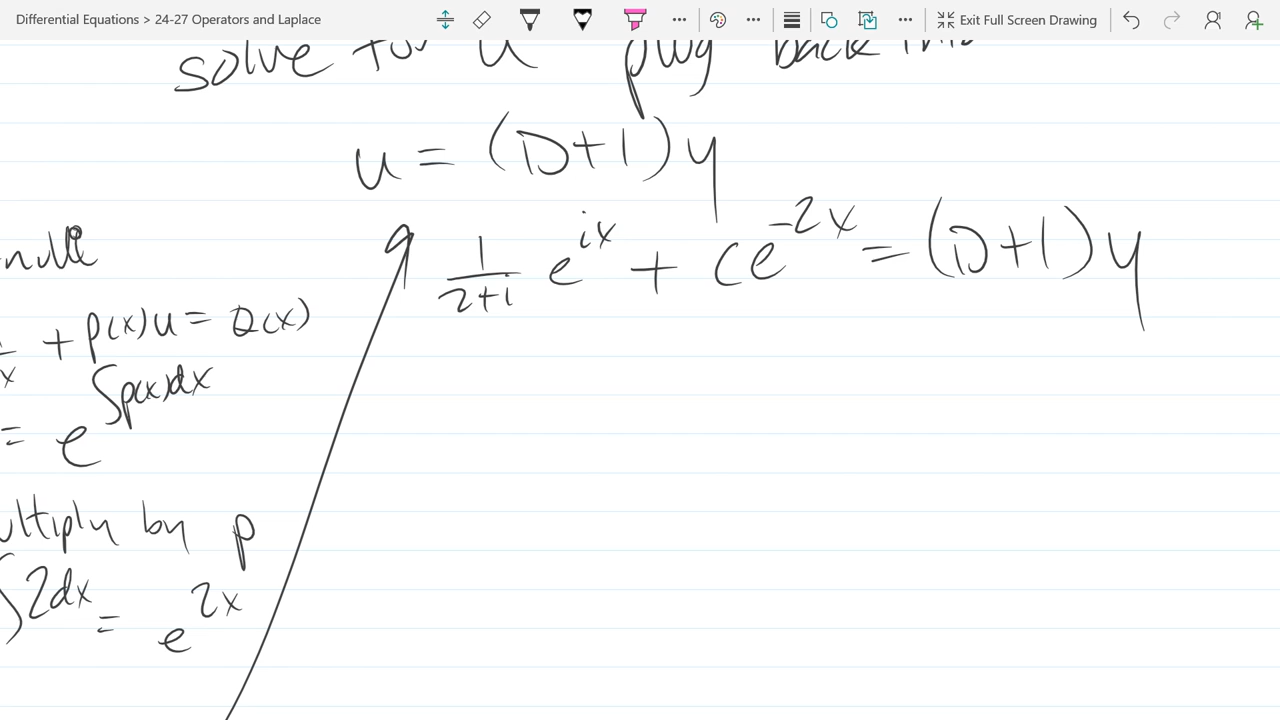 Differential Equations > 24-27 Operators and Laplace
Exit Full Screen Drawing
solve for u plug back into
u = (D+1)y
1/(2+i) e^(ix) + Ce^(-2x) = (D+1)y
+ p(x)u = Q(x)
x
= e^(∫p(x)dx)
ultiply by p
∫2dx = e^(2x)